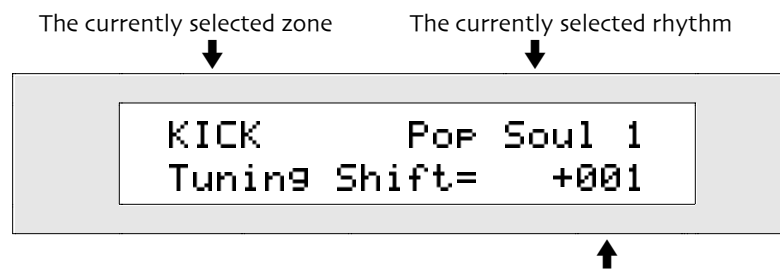 The currently selected zone The currently selected rhythm
KICK Pop Soul 1
Tuning Shift= +001